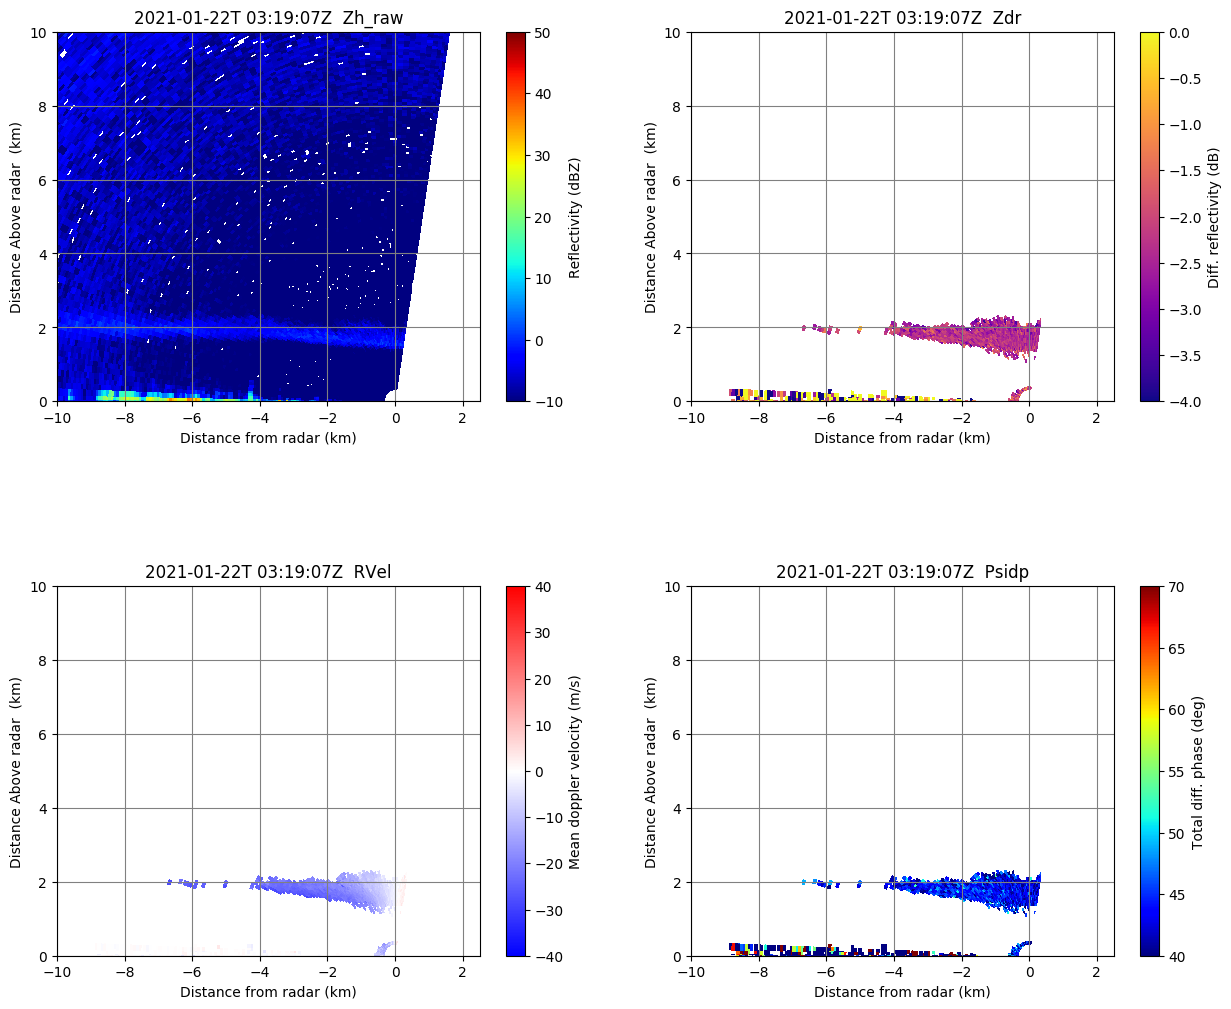 2021-01-22T 03:19:07Z  Zh_raw
10
8
6
4
2
0
Distance Above radar  (km)
−10 −8 −6 −4 −2 0 2
Distance from radar (km)
50
40
30
20
10
0
−10
Reflectivity (dBZ)
2021-01-22T 03:19:07Z  Zdr
10
8
6
4
2
0
Distance Above radar  (km)
−10 −8 −6 −4 −2 0 2
Distance from radar (km)
0.0
−0.5
−1.0
−1.5
−2.0
−2.5
−3.0
−3.5
−4.0
Diff. reflectivity (dB)
2021-01-22T 03:19:07Z  RVel
10
8
6
4
2
0
Distance Above radar  (km)
−10 −8 −6 −4 −2 0 2
Distance from radar (km)
40
30
20
10
0
−10
−20
−30
−40
Mean doppler velocity (m/s)
2021-01-22T 03:19:07Z  Psidp
10
8
6
4
2
0
Distance Above radar  (km)
−10 −8 −6 −4 −2 0 2
Distance from radar (km)
70
65
60
55
50
45
40
Total diff. phase (deg)